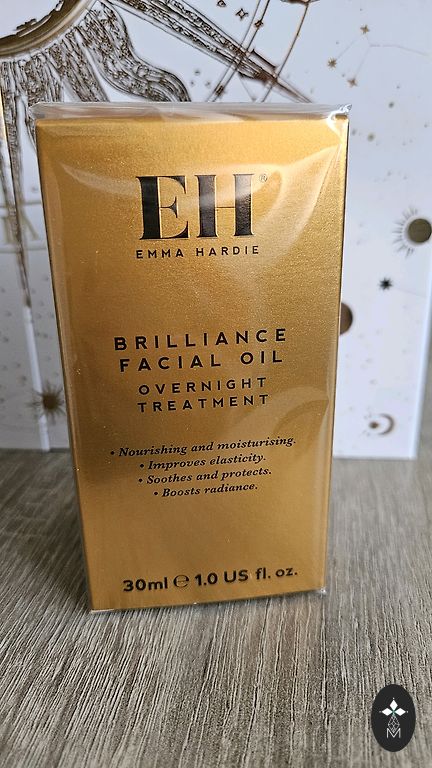 EH®
EMMA HARDIE
BRILLIANCE
FACIAL OIL
OVERNIGHT
TREATMENT
• Nourishing and moisturising.
• Improves elasticity.
• Soothes and protects.
• Boosts radiance.
30ml ℮ 1.0 US fl. oz.
M